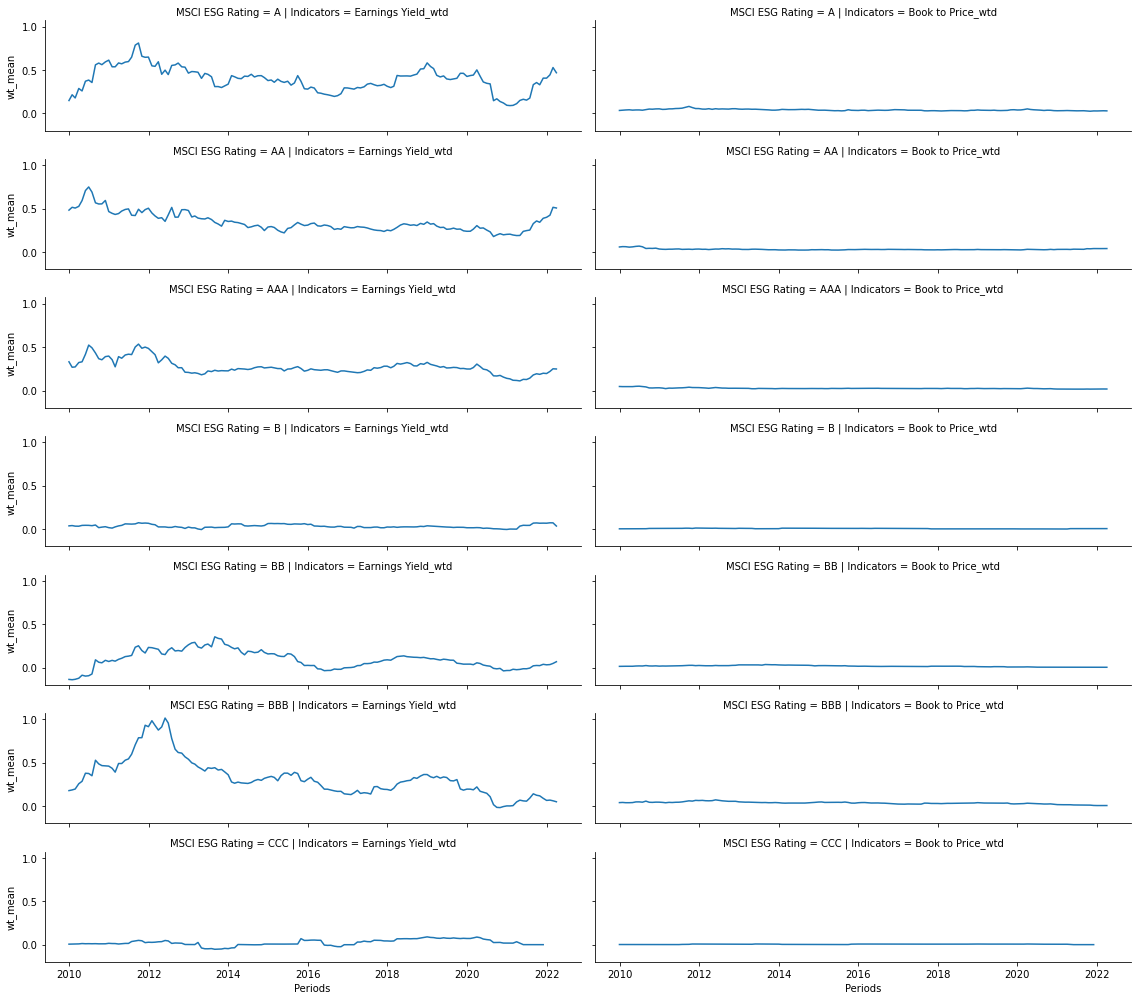 MSCI ESG Rating = A | Indicators = Earnings Yield_wtd
MSCI ESG Rating = A | Indicators = Book to Price_wtd
1.0
0.5
0.0
wt_mean
MSCI ESG Rating = AA | Indicators = Earnings Yield_wtd
MSCI ESG Rating = AA | Indicators = Book to Price_wtd
1.0
0.5
0.0
wt_mean
MSCI ESG Rating = AAA | Indicators = Earnings Yield_wtd
MSCI ESG Rating = AAA | Indicators = Book to Price_wtd
1.0
0.5
0.0
wt_mean
MSCI ESG Rating = B | Indicators = Earnings Yield_wtd
MSCI ESG Rating = B | Indicators = Book to Price_wtd
1.0
0.5
0.0
wt_mean
MSCI ESG Rating = BB | Indicators = Earnings Yield_wtd
MSCI ESG Rating = BB | Indicators = Book to Price_wtd
1.0
0.5
0.0
wt_mean
MSCI ESG Rating = BBB | Indicators = Earnings Yield_wtd
MSCI ESG Rating = BBB | Indicators = Book to Price_wtd
1.0
0.5
0.0
wt_mean
MSCI ESG Rating = CCC | Indicators = Earnings Yield_wtd
MSCI ESG Rating = CCC | Indicators = Book to Price_wtd
1.0
0.5
0.0
wt_mean
2010 2012 2014 2016 2018 2020 2022
Periods
2010 2012 2014 2016 2018 2020 2022
Periods